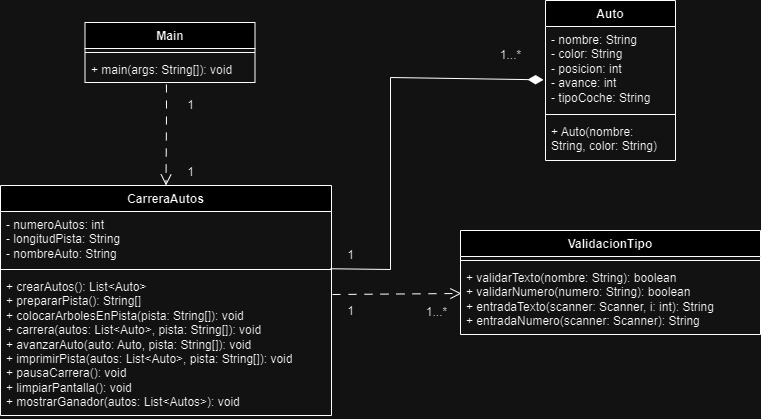 Main
+ main(args: String[]): void
1
1
CarreraAutos
- numeroAutos: int
- longitudPista: String
- nombreAuto: String
+ crearAutos(): List<Auto>
+ prepararPista(): String[]
+ colocarArbolesEnPista(pista: String[]): void
+ carrera(autos: List<Auto>, pista: String[]): void
+ avanzarAuto(auto: Auto, pista: String[]): void
+ imprimirPista(autos: List<Auto>, pista: String[]): void
+ pausaCarrera(): void
+ limpiarPantalla(): void
+ mostrarGanador(autos: List<Autos>): void
1...*
1
Auto
- nombre: String
- color: String
- posicion: int
- avance: int
- tipoCoche: String
+ Auto(nombre:
String, color: String)
1
1...*
ValidacionTipo
+ validarTexto(nombre: String): boolean
+ validarNumero(numero: String): boolean
+ entradaTexto(scanner: Scanner, i: int): String
+ entradaNumero(scanner: Scanner): String